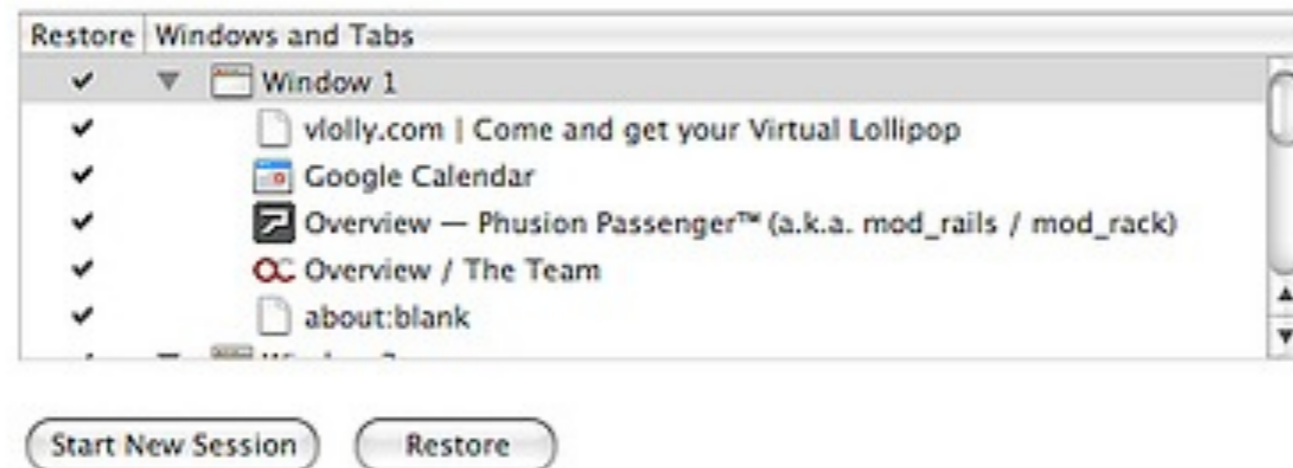 Restore Windows and Tabs
Window 1
vlolly.com | Come and get your Virtual Lollipop
Google Calendar
Overview — Phusion Passenger™ (a.k.a. mod_rails / mod_rack)
OC Overview / The Team
about:blank
Start New Session Restore